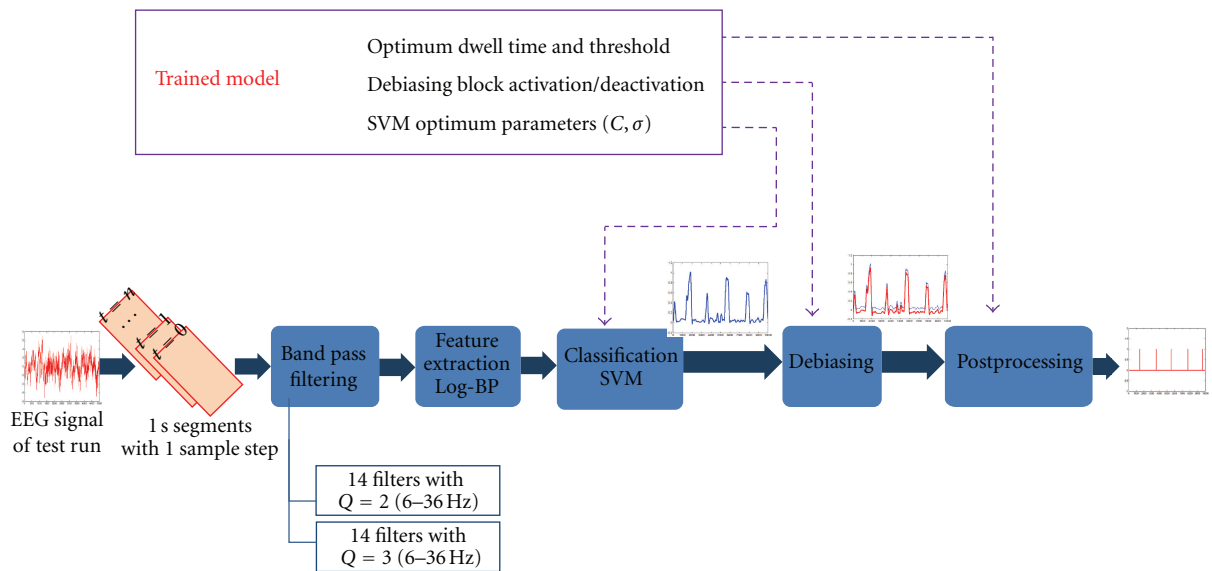 Optimum dwell time and threshold
Trained model
Debiasing block activation/deactivation
SVM optimum parameters (C, σ)
t = n
...
t = 1
t = 0
EEG signal
of test run
1 s segments
with 1 sample step
Band pass
filtering
Feature
extraction
Log-BP
Classification
SVM
Debiasing
Postprocessing
14 filters with
Q = 2 (6–36 Hz)
14 filters with
Q = 3 (6–36 Hz)